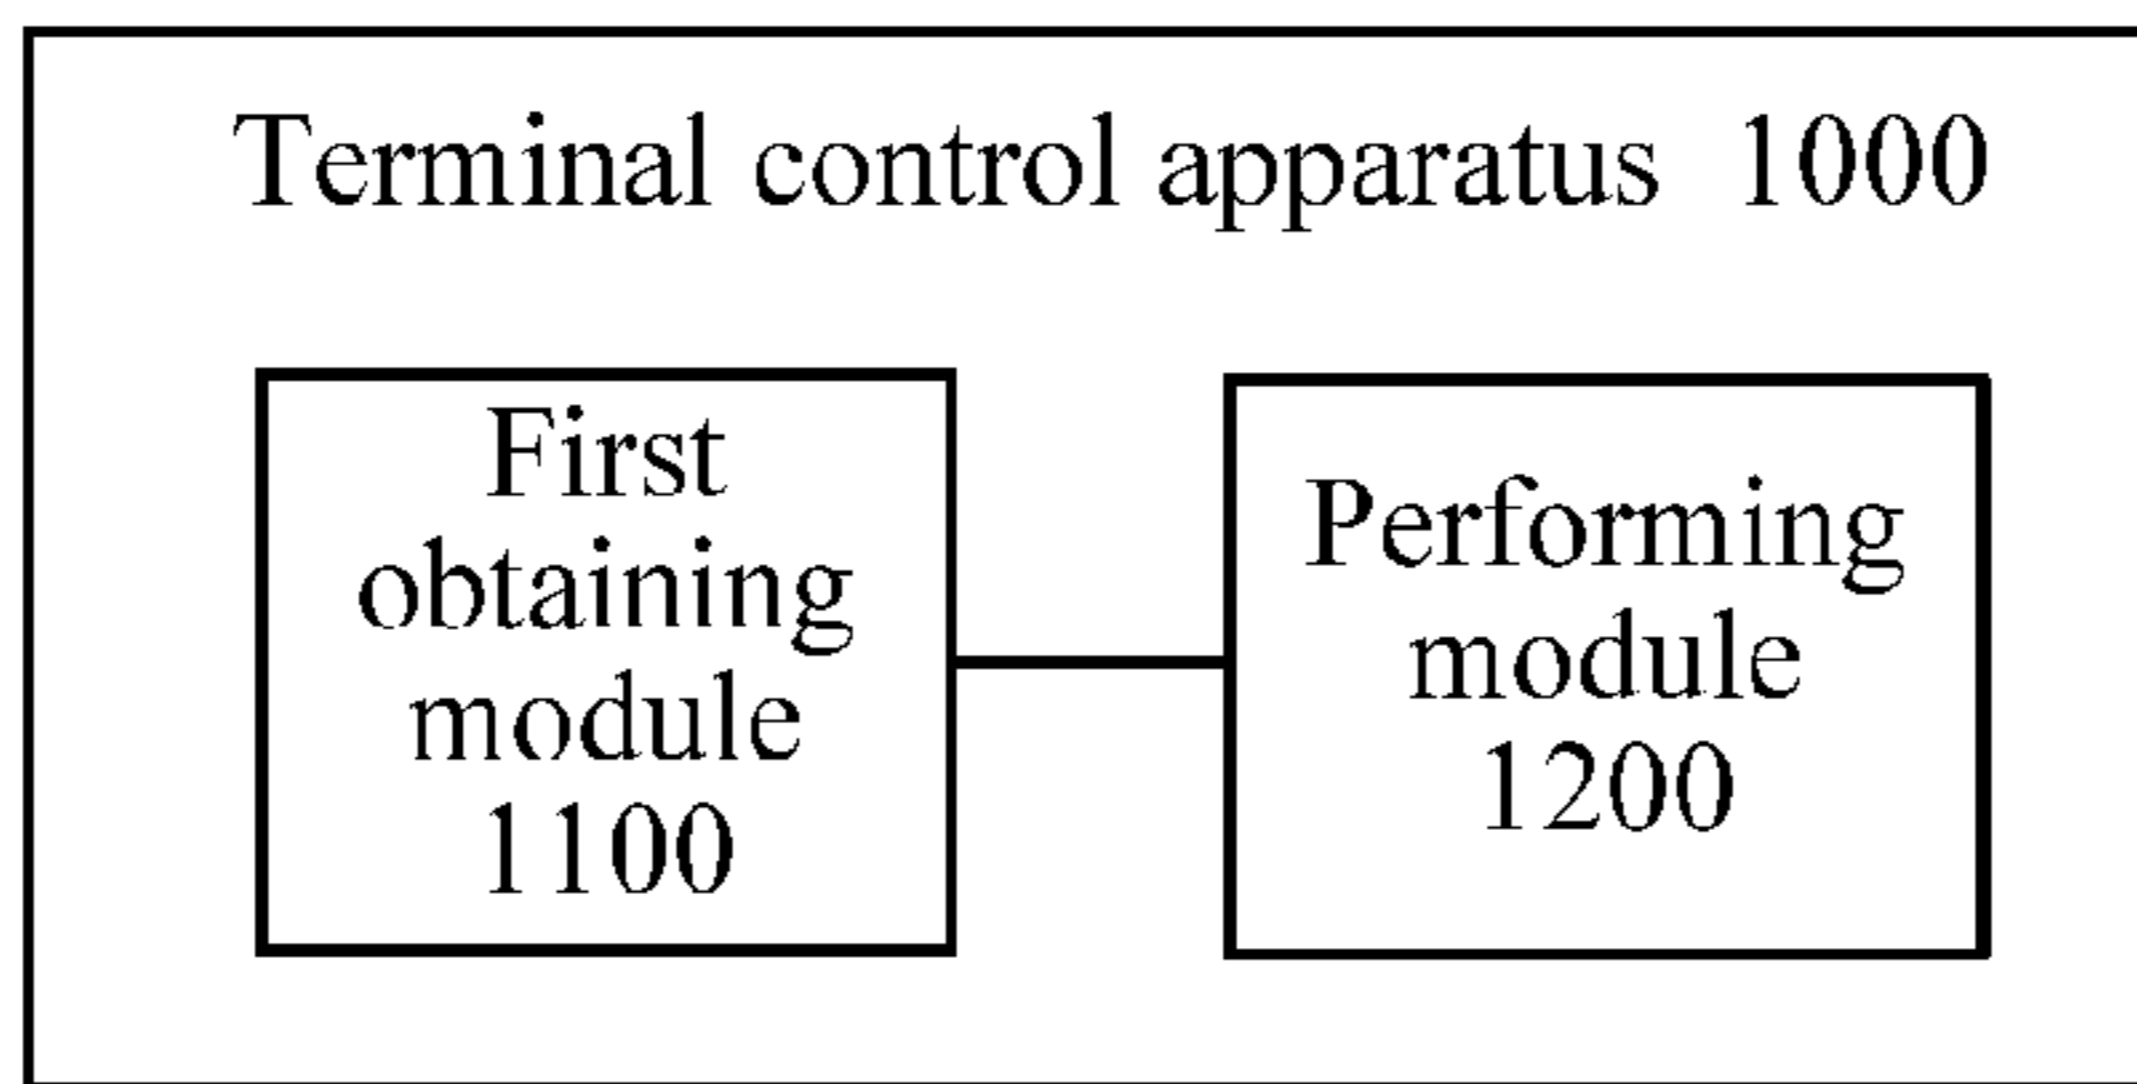 Terminal control apparatus 1000
First
obtaining
module
1100
Performing
module
1200